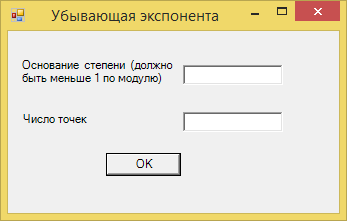 Убывающая экспонента
Основание степени (должно
быть меньше 1 по модулю)
Число точек
OK